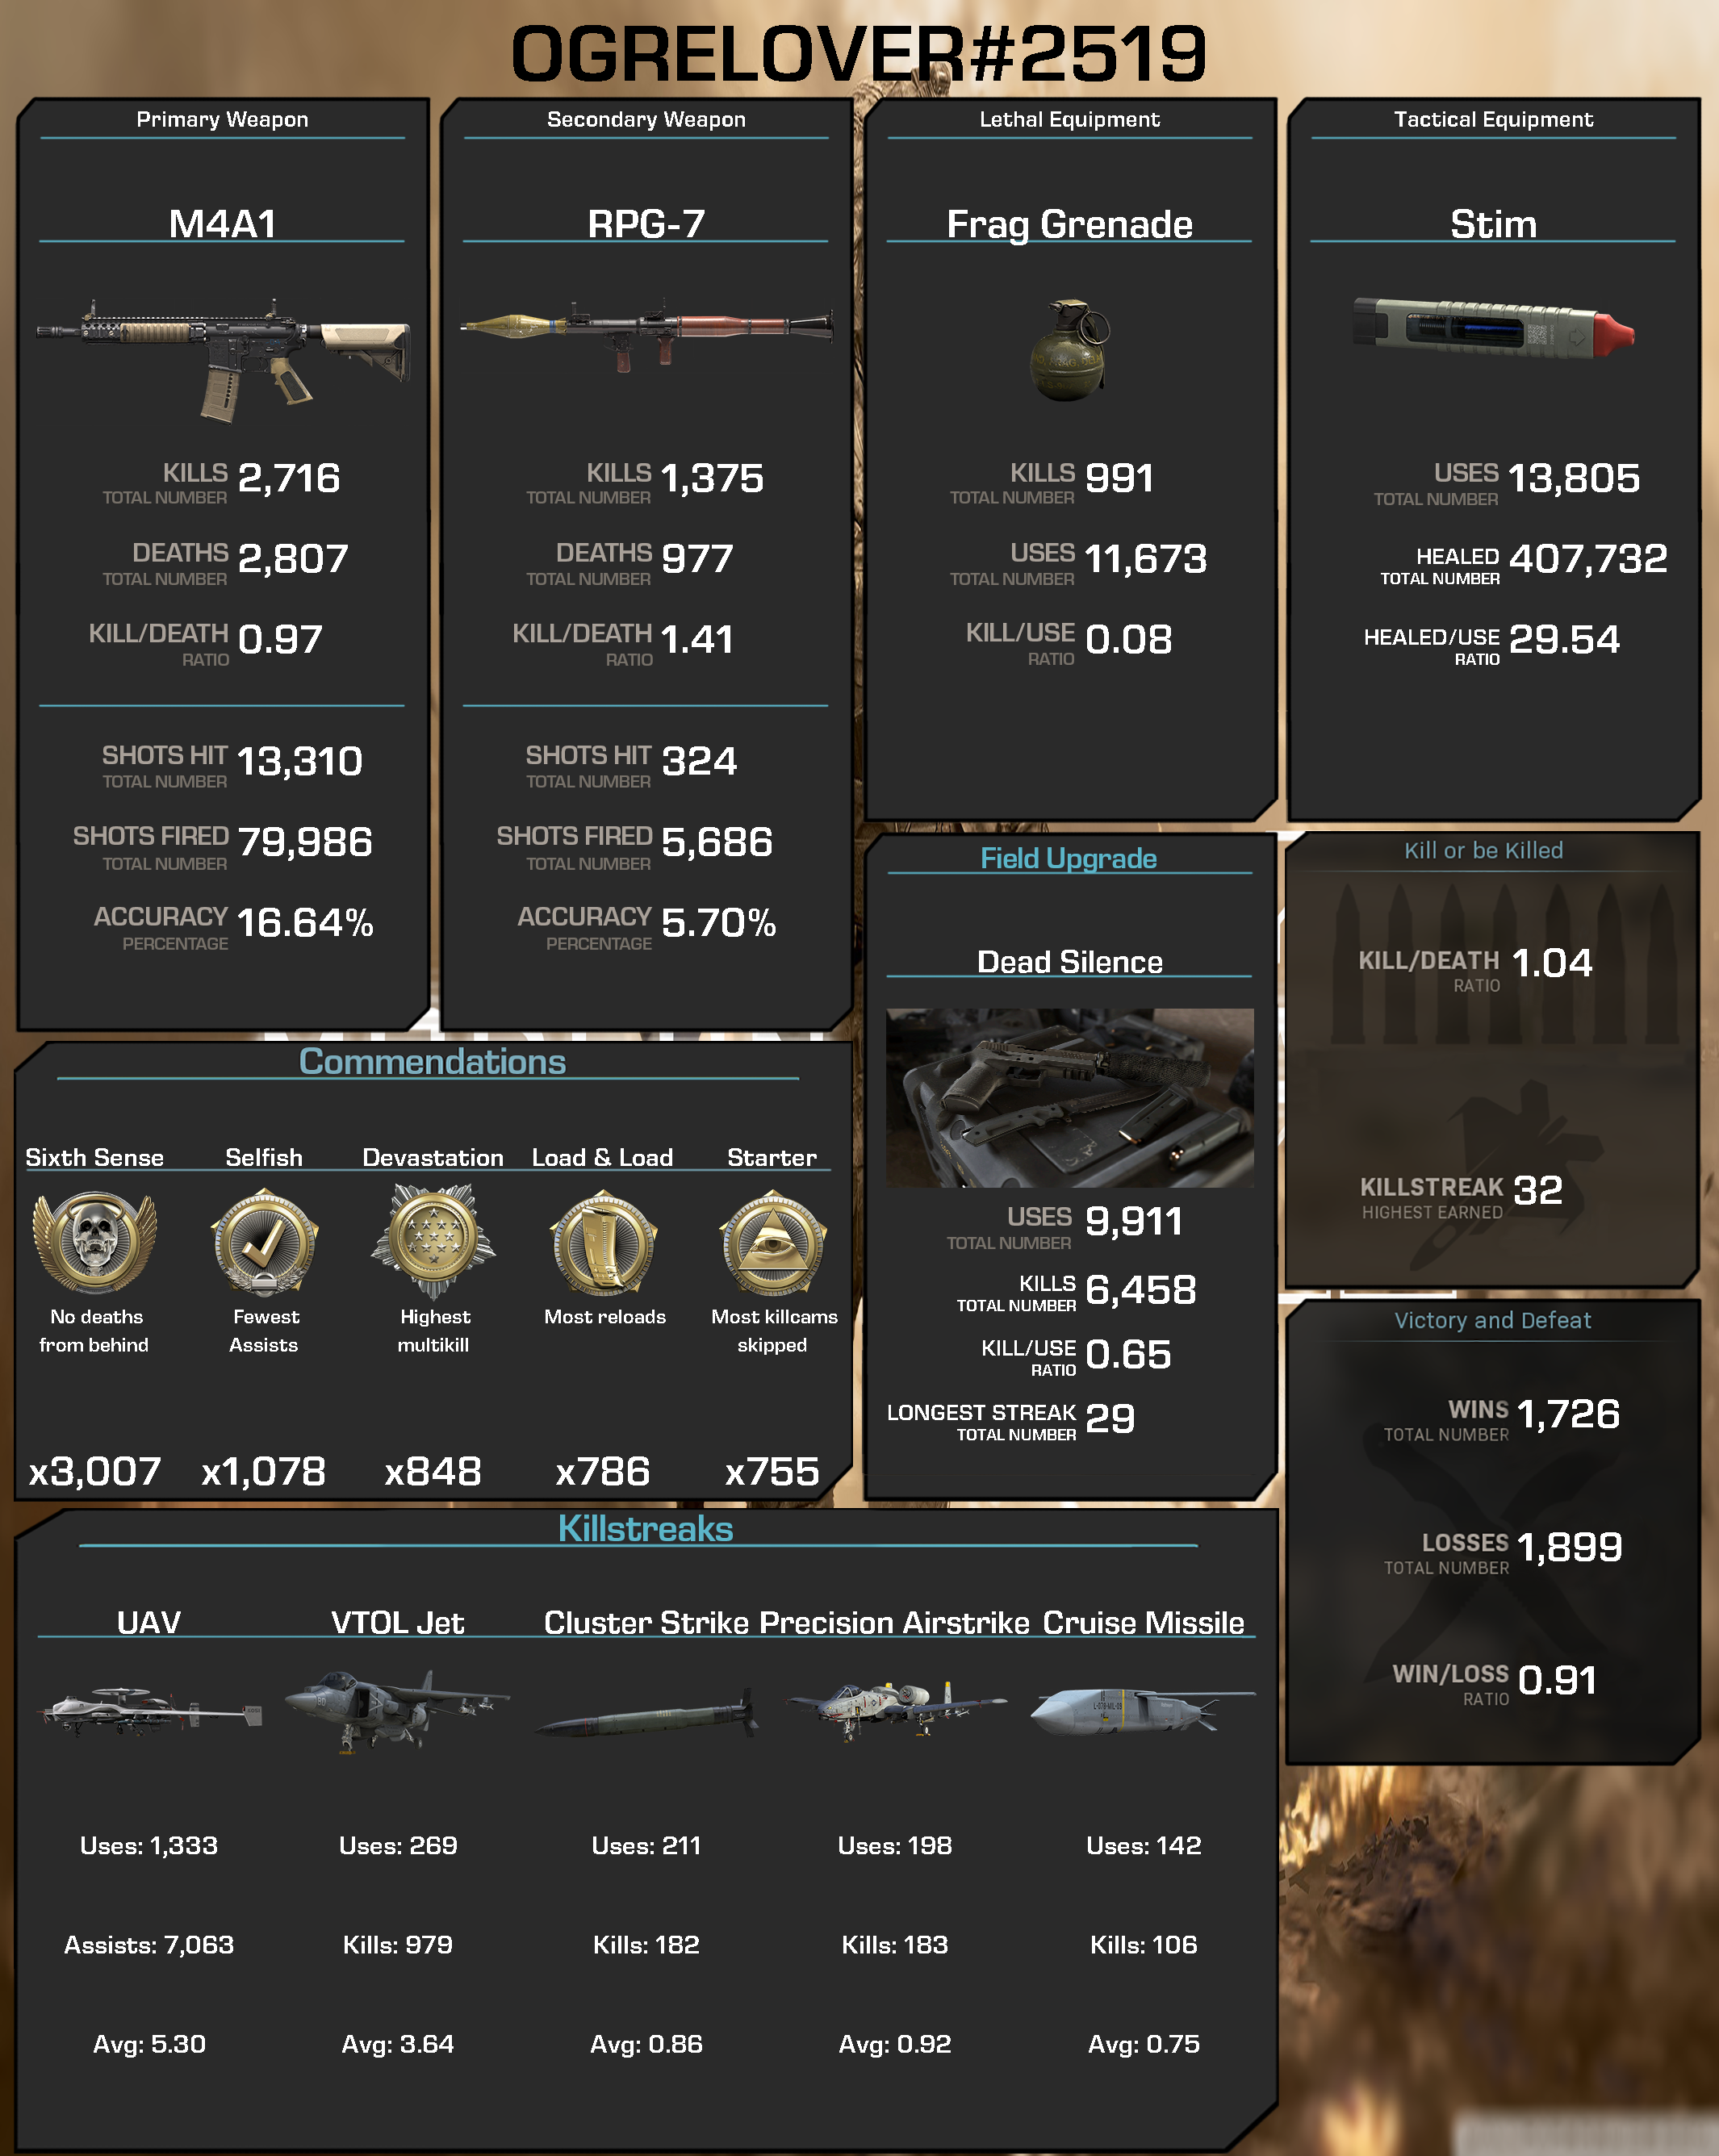 OGRELOVER#2519
Primary Weapon
M4A1
KILLS 2,716
TOTAL NUMBER
DEATHS 2,807
TOTAL NUMBER
KILL/DEATH 0.97
RATIO
SHOTS HIT 13,310
TOTAL NUMBER
SHOTS FIRED 79,986
TOTAL NUMBER
ACCURACY 16.64%
PERCENTAGE
Secondary Weapon
RPG-7
KILLS 1,375
TOTAL NUMBER
DEATHS 977
TOTAL NUMBER
KILL/DEATH 1.41
RATIO
SHOTS HIT 324
TOTAL NUMBER
SHOTS FIRED 5,686
TOTAL NUMBER
ACCURACY 5.70%
PERCENTAGE
Lethal Equipment
Frag Grenade
KILLS 991
TOTAL NUMBER
USES 11,673
TOTAL NUMBER
KILL/USE 0.08
RATIO
Tactical Equipment
Stim
USES 13,805
TOTAL NUMBER
HEALED 407,732
TOTAL NUMBER
HEALED/USE 29.54
RATIO
Field Upgrade
Dead Silence
USES 9,911
TOTAL NUMBER
KILLS 6,458
TOTAL NUMBER
KILL/USE 0.65
RATIO
LONGEST STREAK 29
TOTAL NUMBER
Kill or be Killed
KILL/DEATH 1.04
RATIO
KILLSTREAK 32
HIGHEST EARNED
Victory and Defeat
WINS 1,726
TOTAL NUMBER
LOSSES 1,899
TOTAL NUMBER
WIN/LOSS 0.91
RATIO
Commendations
Sixth Sense Selfish Devastation Load & Load Starter
No deaths Fewest Highest Most reloads Most killcams
from behind Assists multikill skipped
x3,007 x1,078 x848 x786 x755
Killstreaks
UAV VTOL Jet Cluster Strike Precision Airstrike Cruise Missile
Uses: 1,333 Uses: 269 Uses: 211 Uses: 198 Uses: 142
Assists: 7,063 Kills: 979 Kills: 182 Kills: 183 Kills: 106
Avg: 5.30 Avg: 3.64 Avg: 0.86 Avg: 0.92 Avg: 0.75